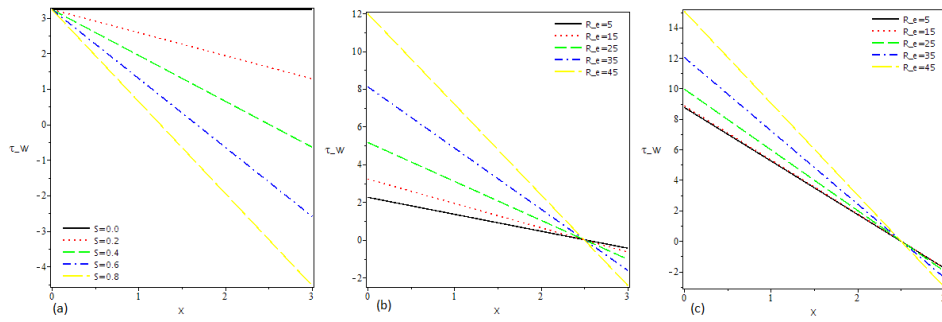 3
2
1
τ_w 0
-1
-2
-3
-4
S=0.0
S=0.2
S=0.4
S=0.6
S=0.8
(a)
0 1 2 3
x
12
10
8
6
τ_w
4
2
0
-2
R_e=5
R_e=15
R_e=25
R_e=35
R_e=45
(b)
0 1 2 3
x
14
12
10
8
τ_w
6
4
2
0
-2
R_e=5
R_e=15
R_e=25
R_e=35
R_e=45
(c)
0 1 2 3
x